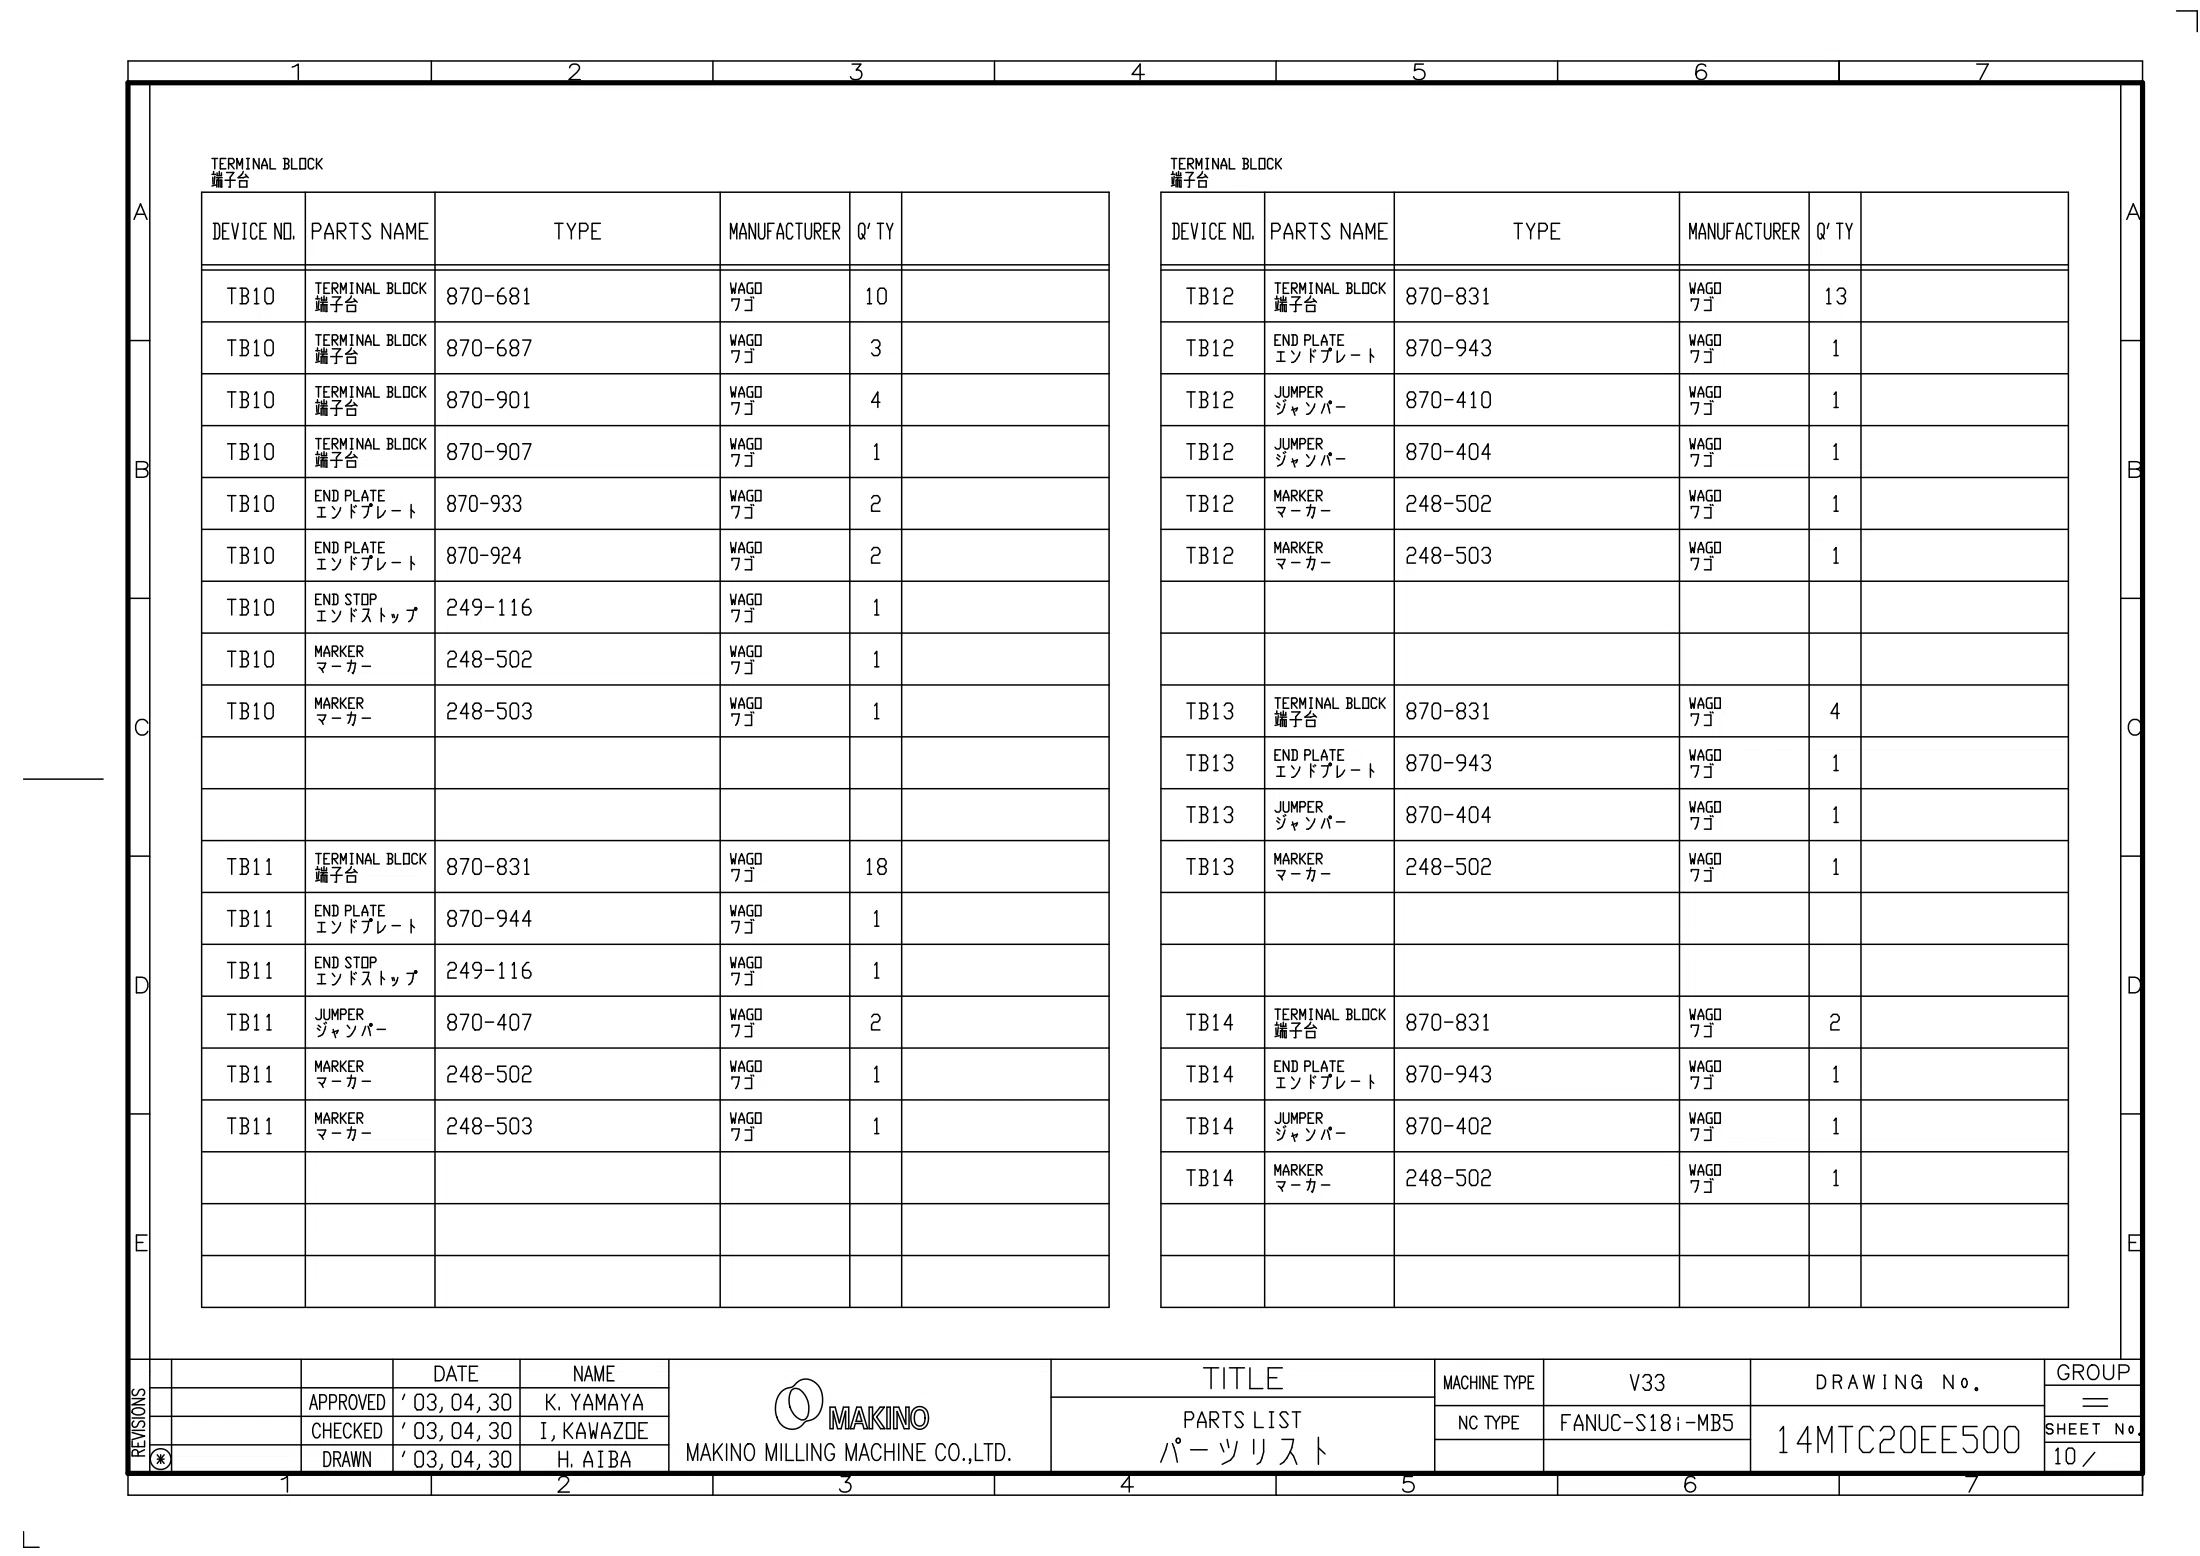 1 2 3 4 5 6 7
TERMINAL BLOCK
端子台
DEVICE NO. PARTS NAME TYPE MANUFACTURER Q'TY
TB10 TERMINAL BLOCK 端子台 870-681 WAGO ワゴ 10
TB10 TERMINAL BLOCK 端子台 870-687 WAGO ワゴ 3
TB10 TERMINAL BLOCK 端子台 870-901 WAGO ワゴ 4
TB10 TERMINAL BLOCK 端子台 870-907 WAGO ワゴ 1
TB10 END PLATE エンドプレート 870-933 WAGO ワゴ 2
TB10 END PLATE エンドプレート 870-924 WAGO ワゴ 2
TB10 END STOP エンドストップ 249-116 WAGO ワゴ 1
TB10 MARKER マーカー 248-502 WAGO ワゴ 1
TB10 MARKER マーカー 248-503 WAGO ワゴ 1
TB11 TERMINAL BLOCK 端子台 870-831 WAGO ワゴ 18
TB11 END PLATE エンドプレート 870-944 WAGO ワゴ 1
TB11 END STOP エンドストップ 249-116 WAGO ワゴ 1
TB11 JUMPER ジャンパー 870-407 WAGO ワゴ 2
TB11 MARKER マーカー 248-502 WAGO ワゴ 1
TB11 MARKER マーカー 248-503 WAGO ワゴ 1
TERMINAL BLOCK
端子台
DEVICE NO. PARTS NAME TYPE MANUFACTURER Q'TY
TB12 TERMINAL BLOCK 端子台 870-831 WAGO ワゴ 13
TB12 END PLATE エンドプレート 870-943 WAGO ワゴ 1
TB12 JUMPER ジャンパー 870-410 WAGO ワゴ 1
TB12 JUMPER ジャンパー 870-404 WAGO ワゴ 1
TB12 MARKER マーカー 248-502 WAGO ワゴ 1
TB12 MARKER マーカー 248-503 WAGO ワゴ 1
TB13 TERMINAL BLOCK 端子台 870-831 WAGO ワゴ 4
TB13 END PLATE エンドプレート 870-943 WAGO ワゴ 1
TB13 JUMPER ジャンパー 870-404 WAGO ワゴ 1
TB13 MARKER マーカー 248-502 WAGO ワゴ 1
TB14 TERMINAL BLOCK 端子台 870-831 WAGO ワゴ 2
TB14 END PLATE エンドプレート 870-943 WAGO ワゴ 1
TB14 JUMPER ジャンパー 870-402 WAGO ワゴ 1
TB14 MARKER マーカー 248-502 WAGO ワゴ 1
A A
B B
C C
D D
E E
REVISIONS
DATE NAME
APPROVED '03,04,30 K. YAMAYA
CHECKED '03,04,30 I, KAWAZOE
DRAWN '03,04,30 H. AIBA
MAKINO
MAKINO MILLING MACHINE CO.,LTD.
TITLE
PARTS LIST
パーツリスト
MACHINE TYPE V33
NC TYPE FANUC-S18i-MB5
DRAWING No.
14MTC20EE500
GROUP
=
SHEET No.
10/
1 2 3 4 5 6 7